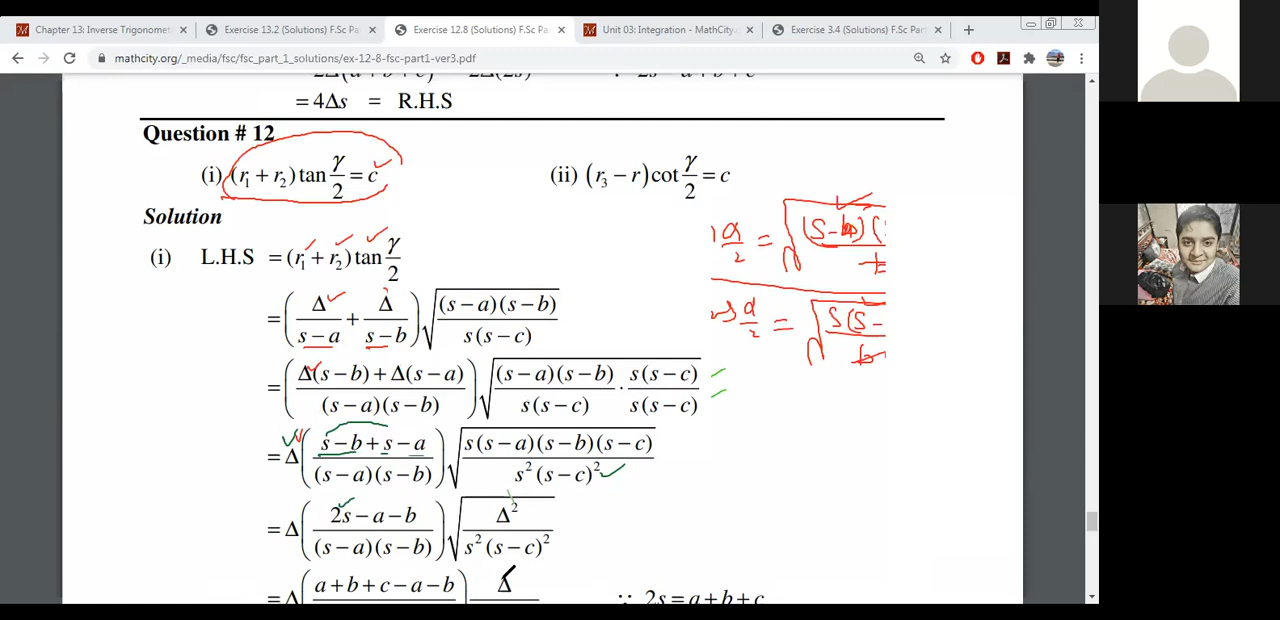 Chapter 13: Inverse Trigonomet
Exercise 13.2 (Solutions) F.Sc Pa
Exercise 12.8 (Solutions) F.Sc Pa
Unit 03: Integration - MathCity
Exercise 3.4 (Solutions) F.Sc Part
mathcity.org/_media/fsc/fsc_part_1_solutions/ex-12-8-fsc-part1-ver3.pdf
= 4Δs = R.H.S
Question # 12
(i) (r₁ + r₂) tan γ/2 = c (ii) (r₃ − r) cot γ/2 = c
Solution
(i) L.H.S = (r₁ + r₂) tan γ/2
= (Δ/(s−a) + Δ/(s−b)) √((s−a)(s−b)/(s(s−c)))
= ((Δ(s−b)+Δ(s−a))/((s−a)(s−b))) √((s−a)(s−b)/(s(s−c)) · s(s−c)/(s(s−c)))
= Δ((s−b+s−a)/((s−a)(s−b))) √(s(s−a)(s−b)(s−c)/(s²(s−c)²))
= Δ((2s−a−b)/((s−a)(s−b))) √(Δ²/(s²(s−c)²))
= Δ(a+b+c−a−b) Δ ∵ 2s = a+b+c